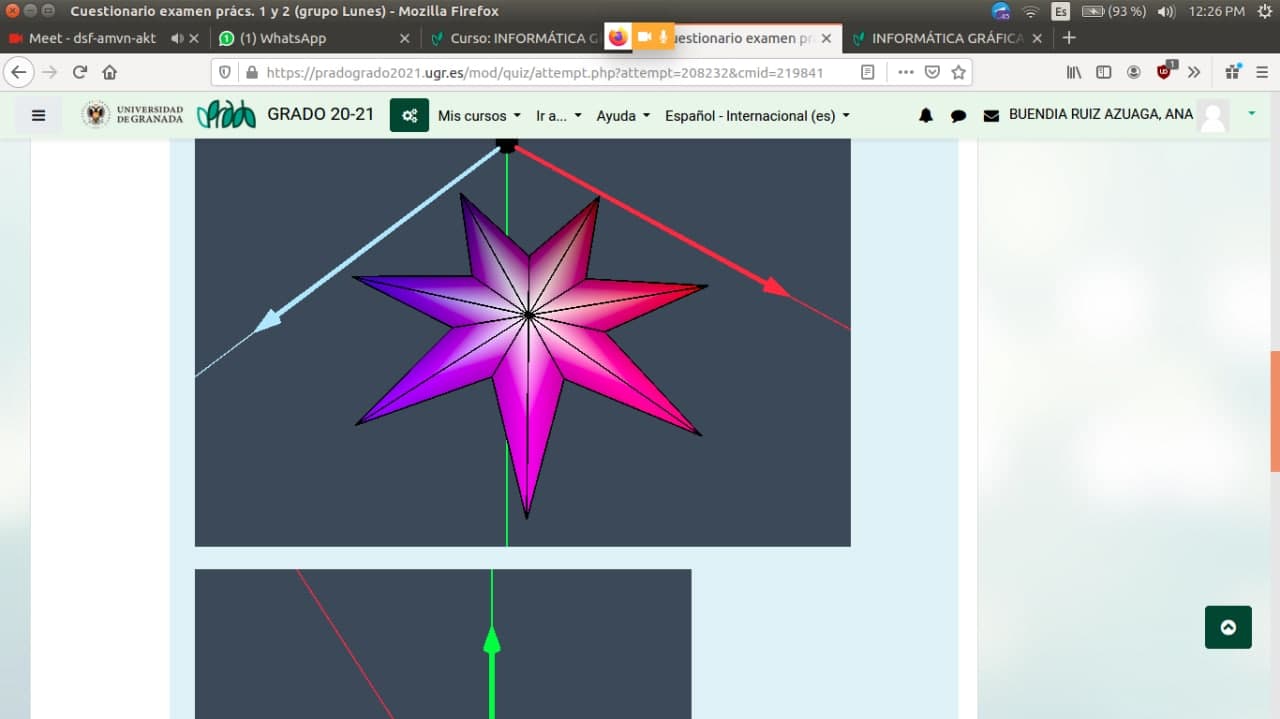 Cuestionario examen prács. 1 y 2 (grupo Lunes) - Mozilla Firefox
Es (93 %) 12:26 PM
Meet - dsf-amvn-akt
(1) WhatsApp
Curso: INFORMÁTICA G
uestionario examen pr
INFORMÁTICA GRÁFICA
https://pradogrado2021.ugr.es/mod/quiz/attempt.php?attempt=208232&cmid=219841
1
UNIVERSIDAD
DE GRANADA
GRADO 20-21
Mis cursos
Ir a...
Ayuda
Español - Internacional (es)
BUENDIA RUIZ AZUAGA, ANA